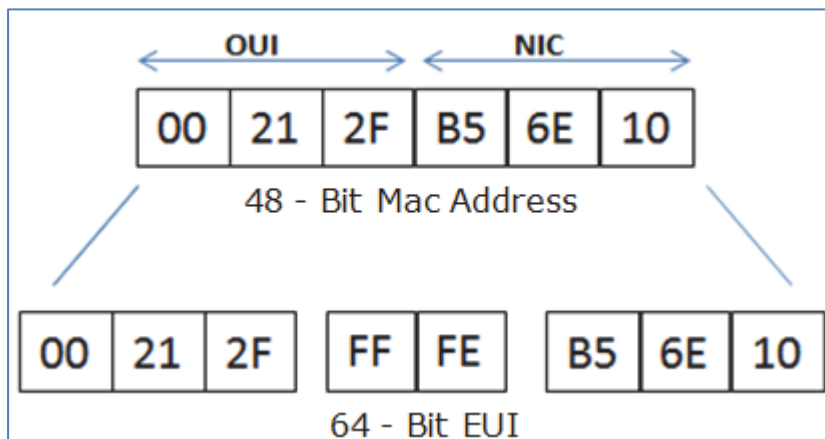 OUI NIC
00 21 2F B5 6E 10
48 - Bit Mac Address
00 21 2F FF FE B5 6E 10
64 - Bit EUI